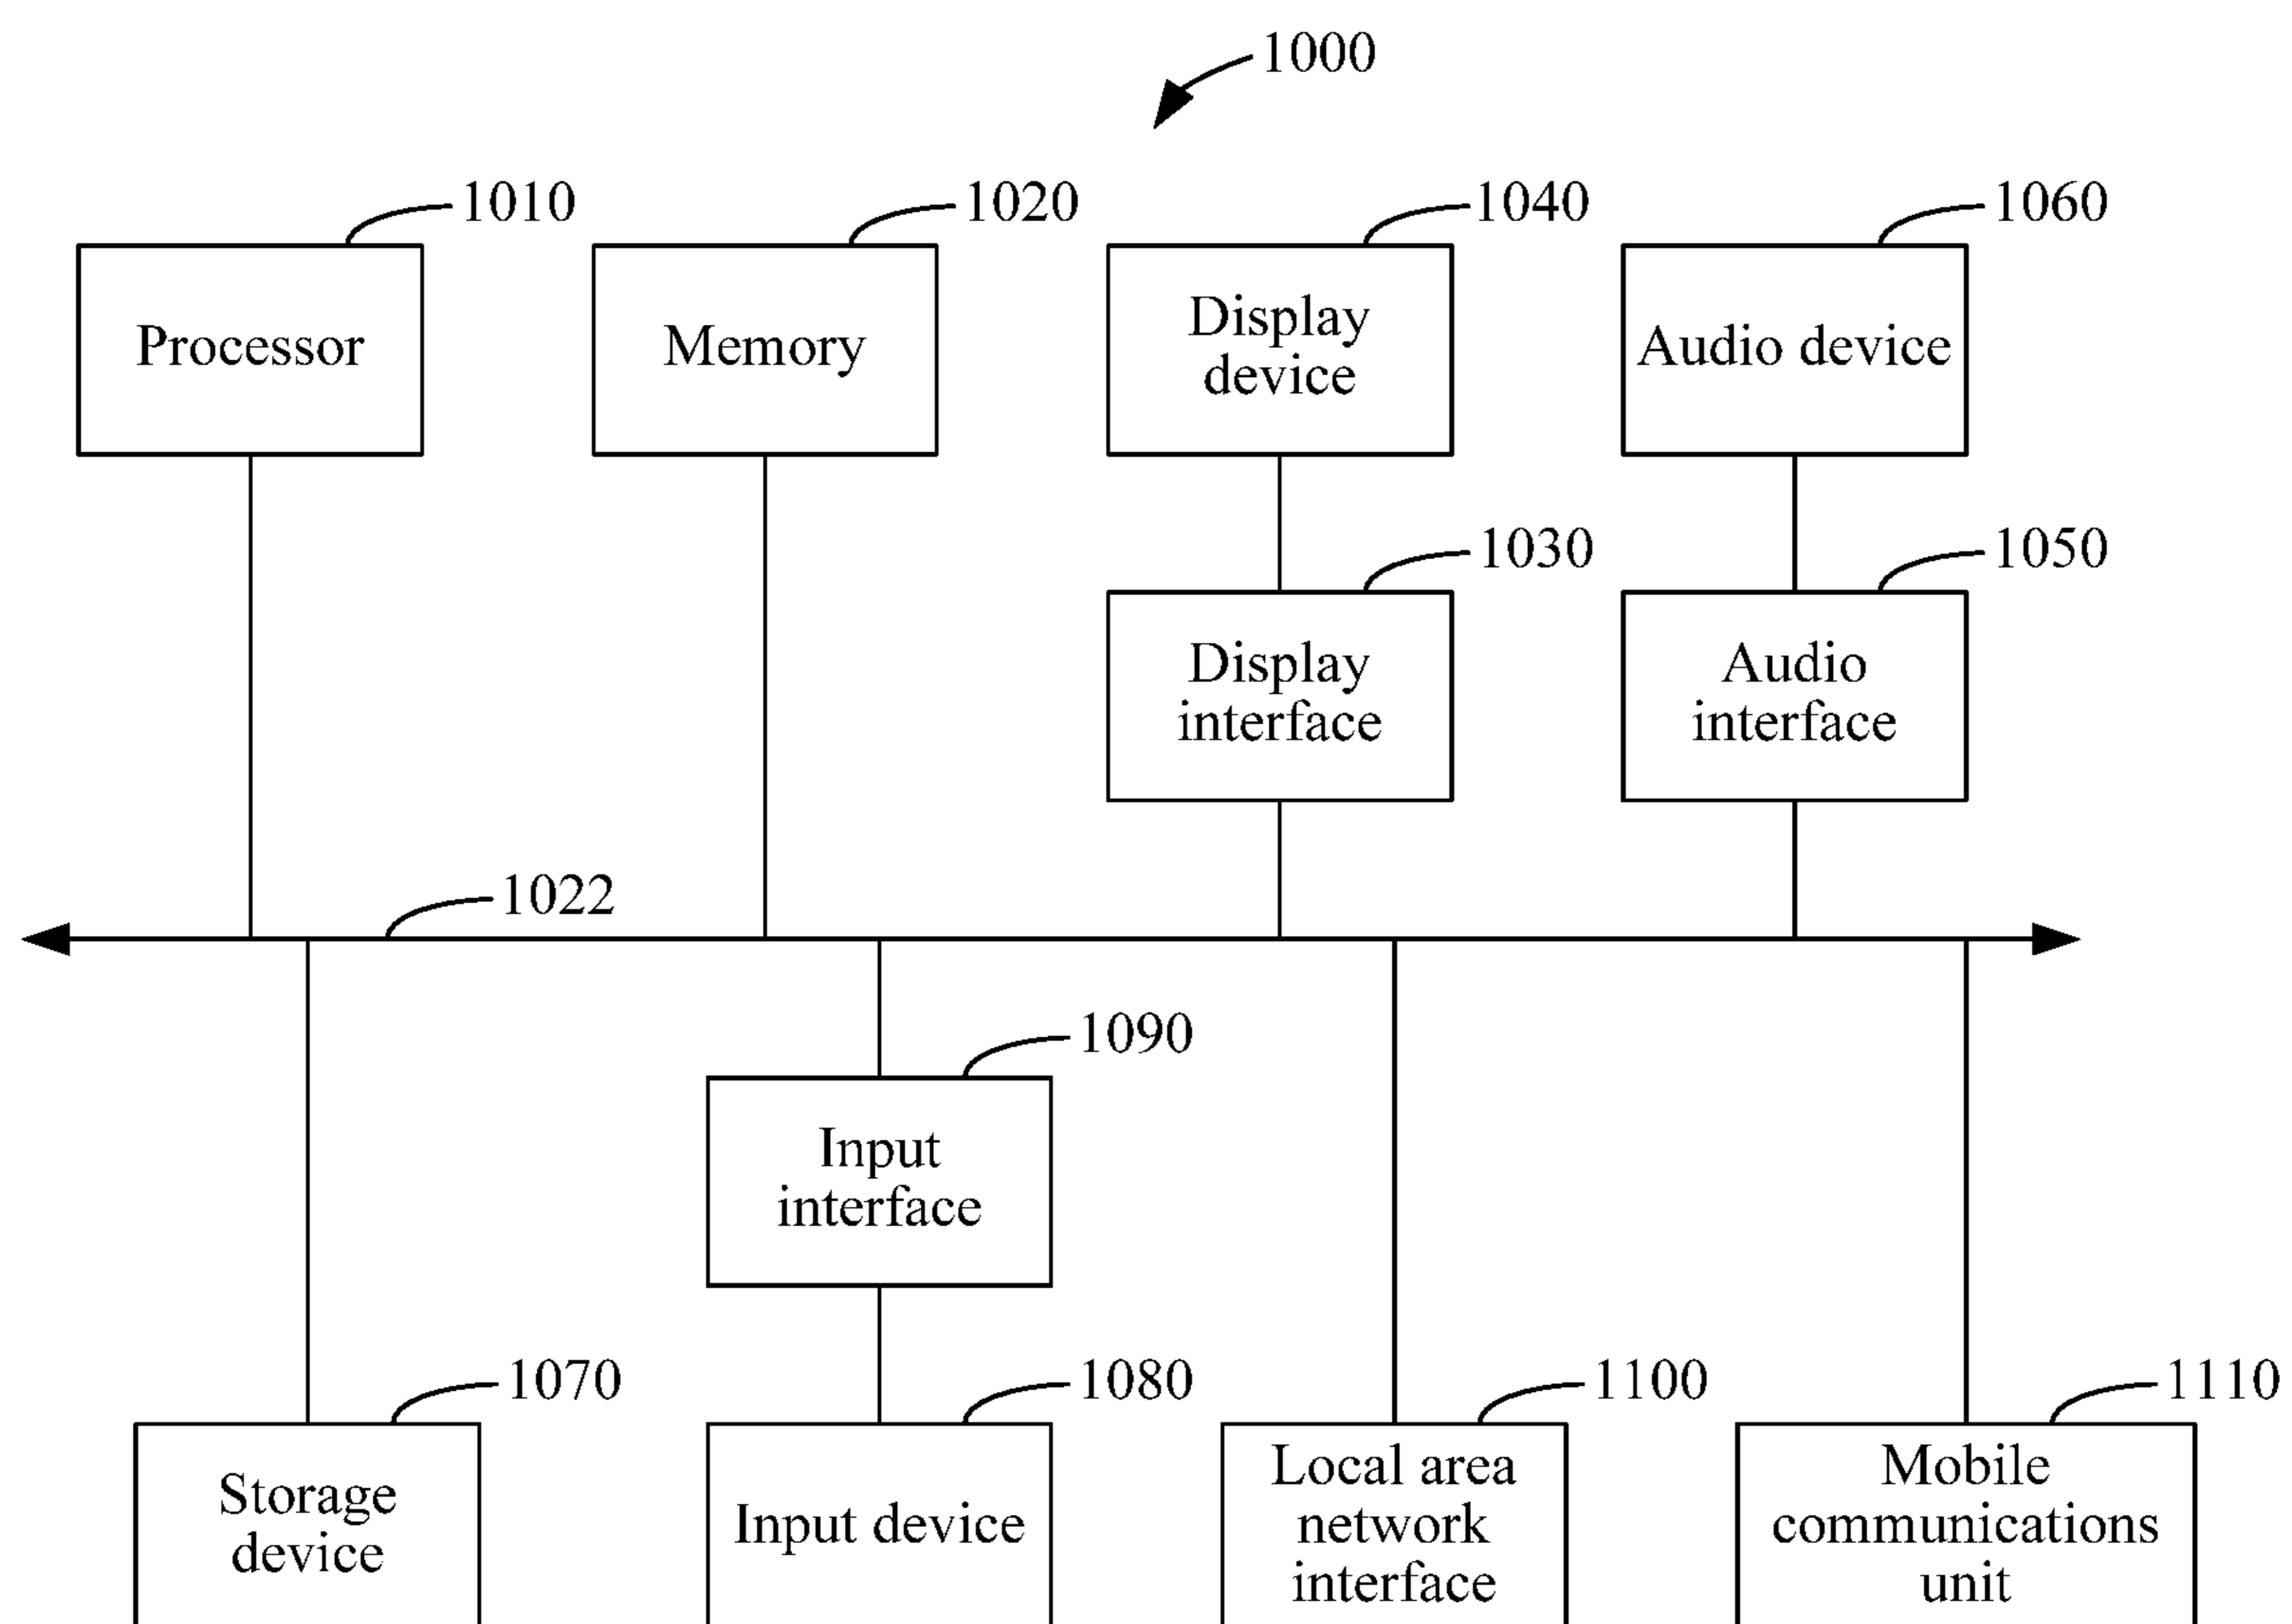 1000
1010
1020
1040
1060
Processor
Memory
Display
device
Audio device
1030
1050
Display
interface
Audio
interface
1022
1090
Input
interface
1070
1080
1100
1110
Storage
device
Input device
Local area
network
interface
Mobile
communications
unit